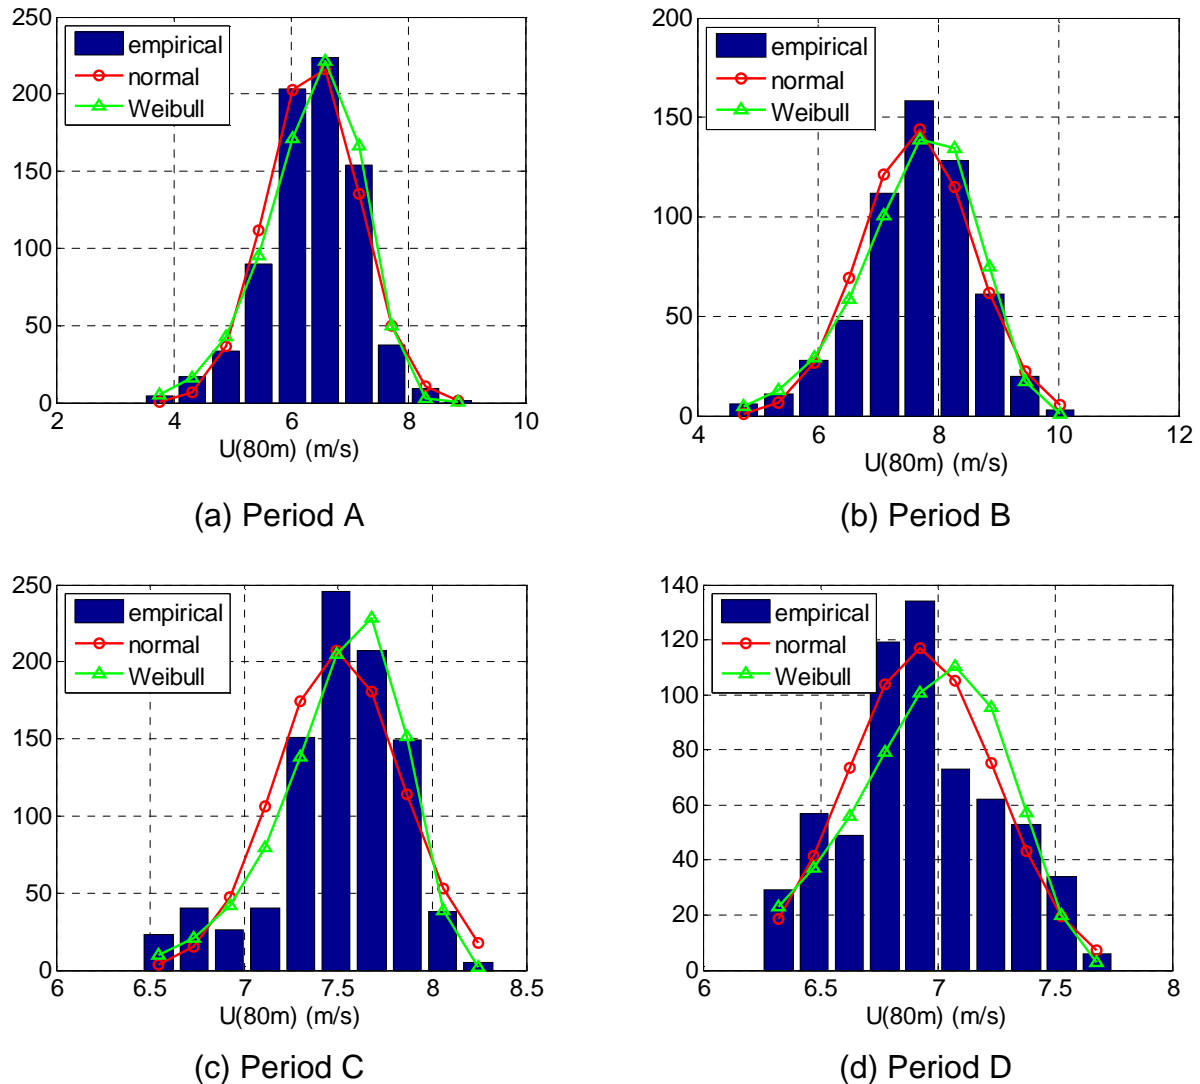 250
200
150
100
50
0
empirical
normal
Weibull
2 4 6 8 10
U(80m) (m/s)
(a) Period A
200
150
100
50
0
empirical
normal
Weibull
4 6 8 10 12
U(80m) (m/s)
(b) Period B
250
200
150
100
50
0
empirical
normal
Weibull
6 6.5 7 7.5 8 8.5
U(80m) (m/s)
(c) Period C
140
120
100
80
60
40
20
0
empirical
normal
Weibull
6 6.5 7 7.5 8
U(80m) (m/s)
(d) Period D